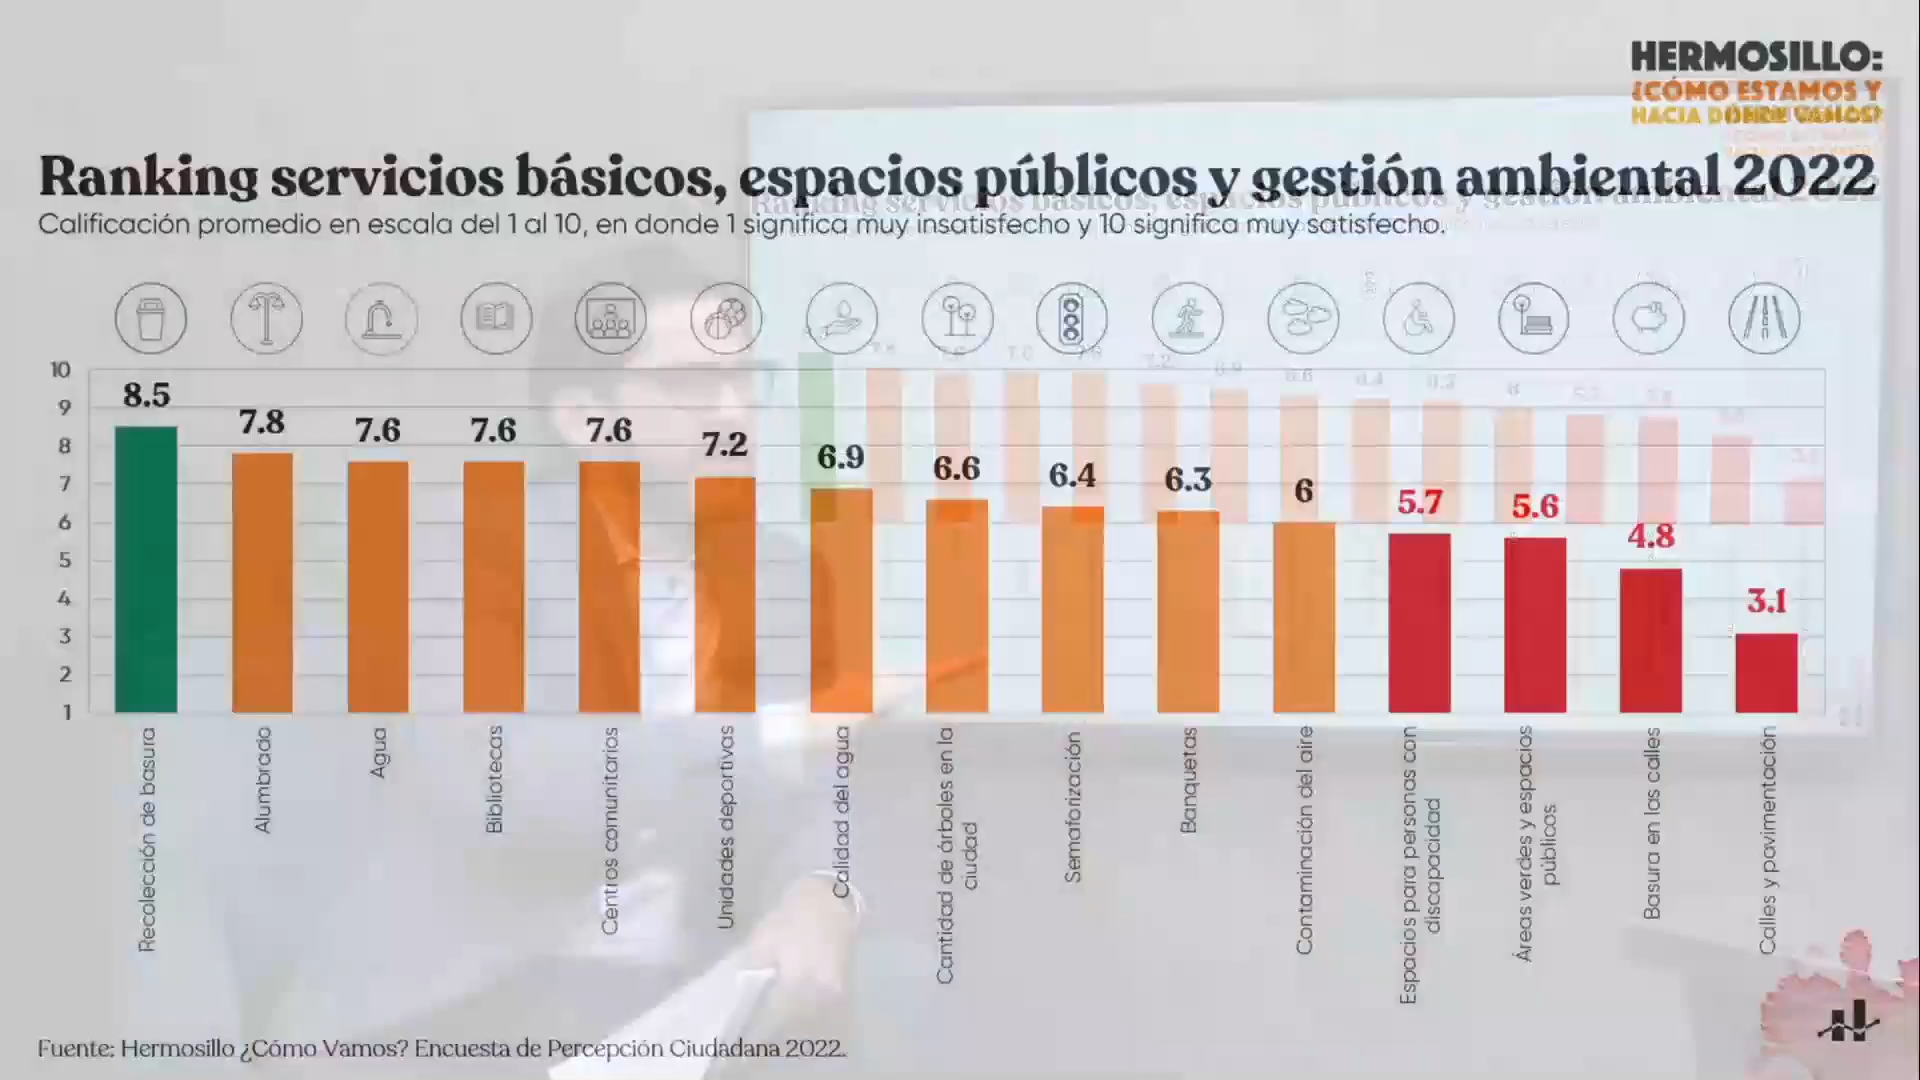 HERMOSILLO:
¿CÓMO ESTAMOS Y
HACIA DÓNDE VAMOS?
Ranking servicios básicos, espacios públicos y gestión ambiental 2022
Calificación promedio en escala del 1 al 10, en donde 1 significa muy insatisfecho y 10 significa muy satisfecho.
10
9
8
7
6
5
4
3
2
1
8.5
7.8
7.6
7.6
7.6
7.2
6.9
6.6
6.4
6.3
6
5.7
5.6
4.8
3.1
Recolección de basura
Alumbrado
Agua
Bibliotecas
Centros comunitarios
Unidades deportivas
Calidad del agua
Cantidad de árboles en la
ciudad
Semaforización
Banquetas
Contaminación del aire
Espacios para personas con
discapacidad
Áreas verdes y espacios
públicos
Basura en las calles
Calles y pavimentación
Fuente: Hermosillo ¿Cómo Vamos? Encuesta de Percepción Ciudadana 2022.